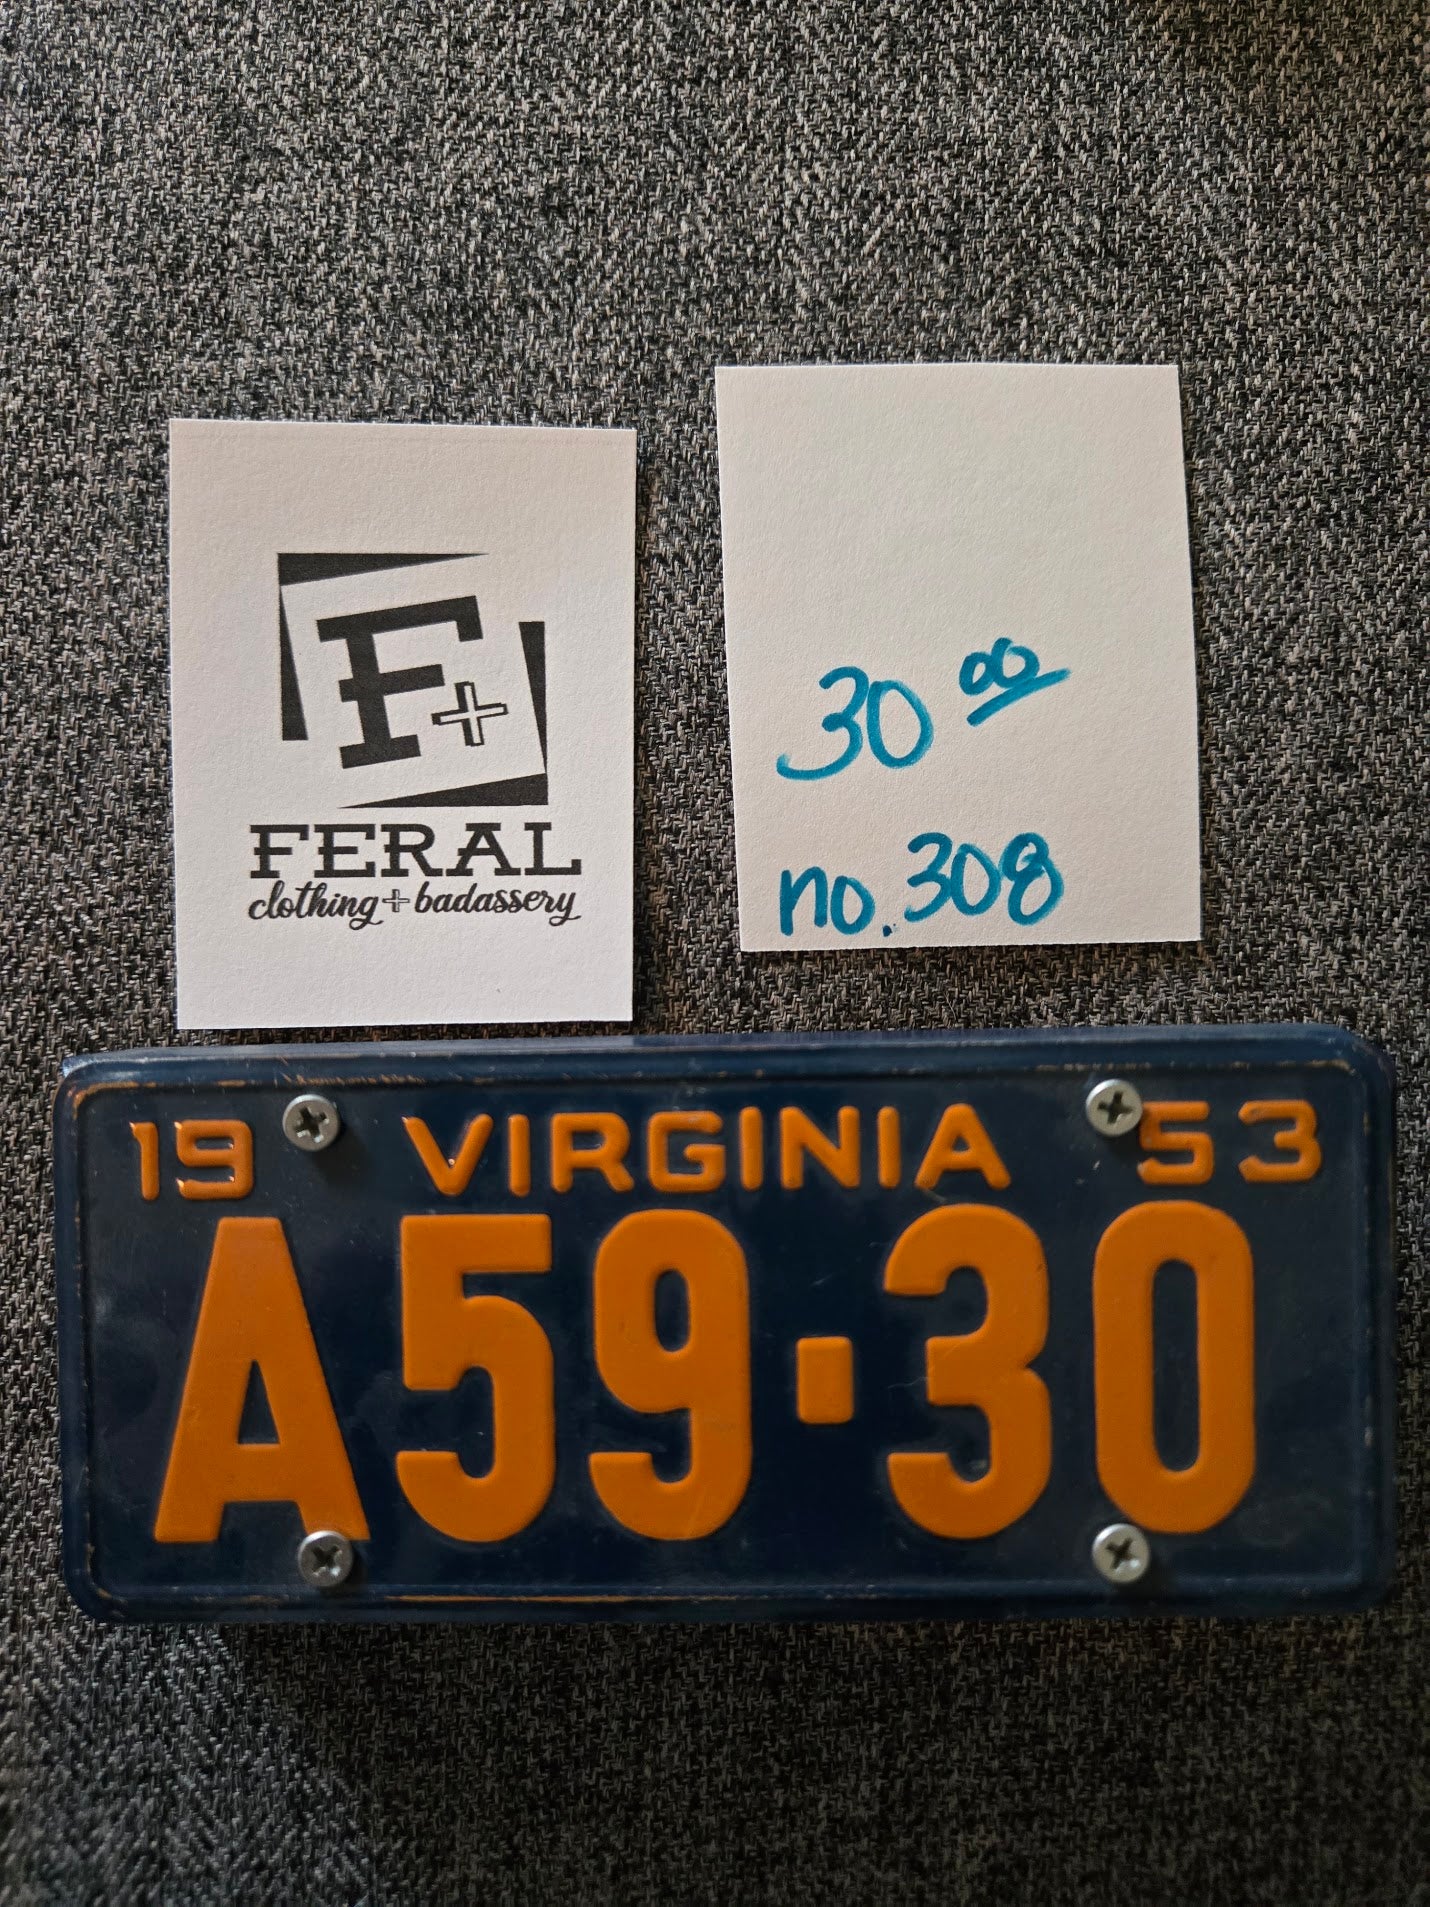 F+
FERAL
clothing + badassery
30 00
no. 308
19 VIRGINIA 53
A59·30